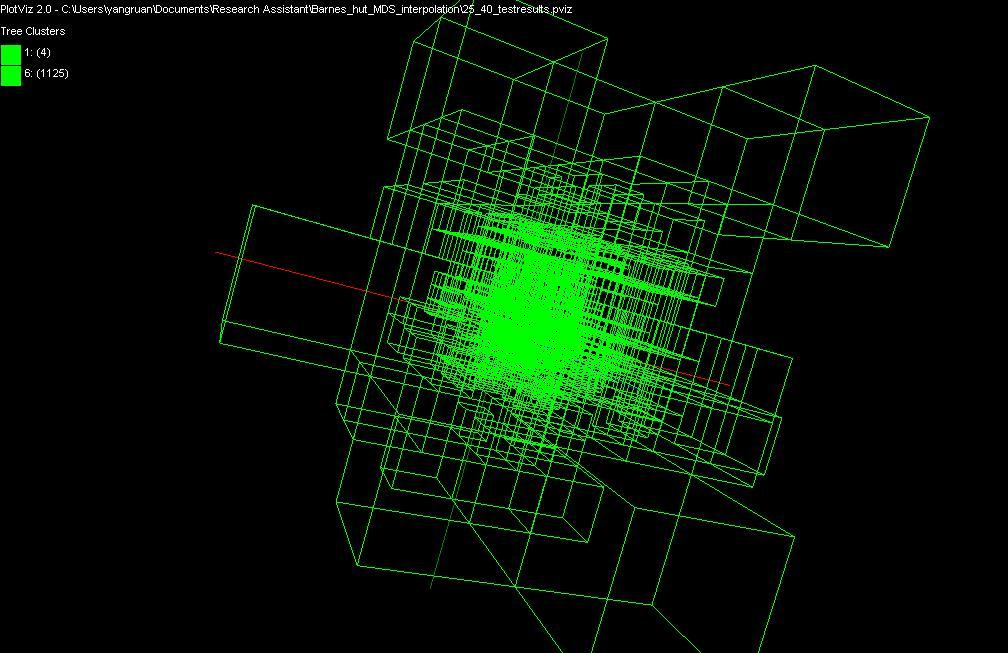 PlotViz 2.0 - C:\Users\yangruan\Documents\Research Assistant\Barnes_hut_MDS_interpolation\25_40_testresults.pviz
Tree Clusters
1: (4)
6: (1125)